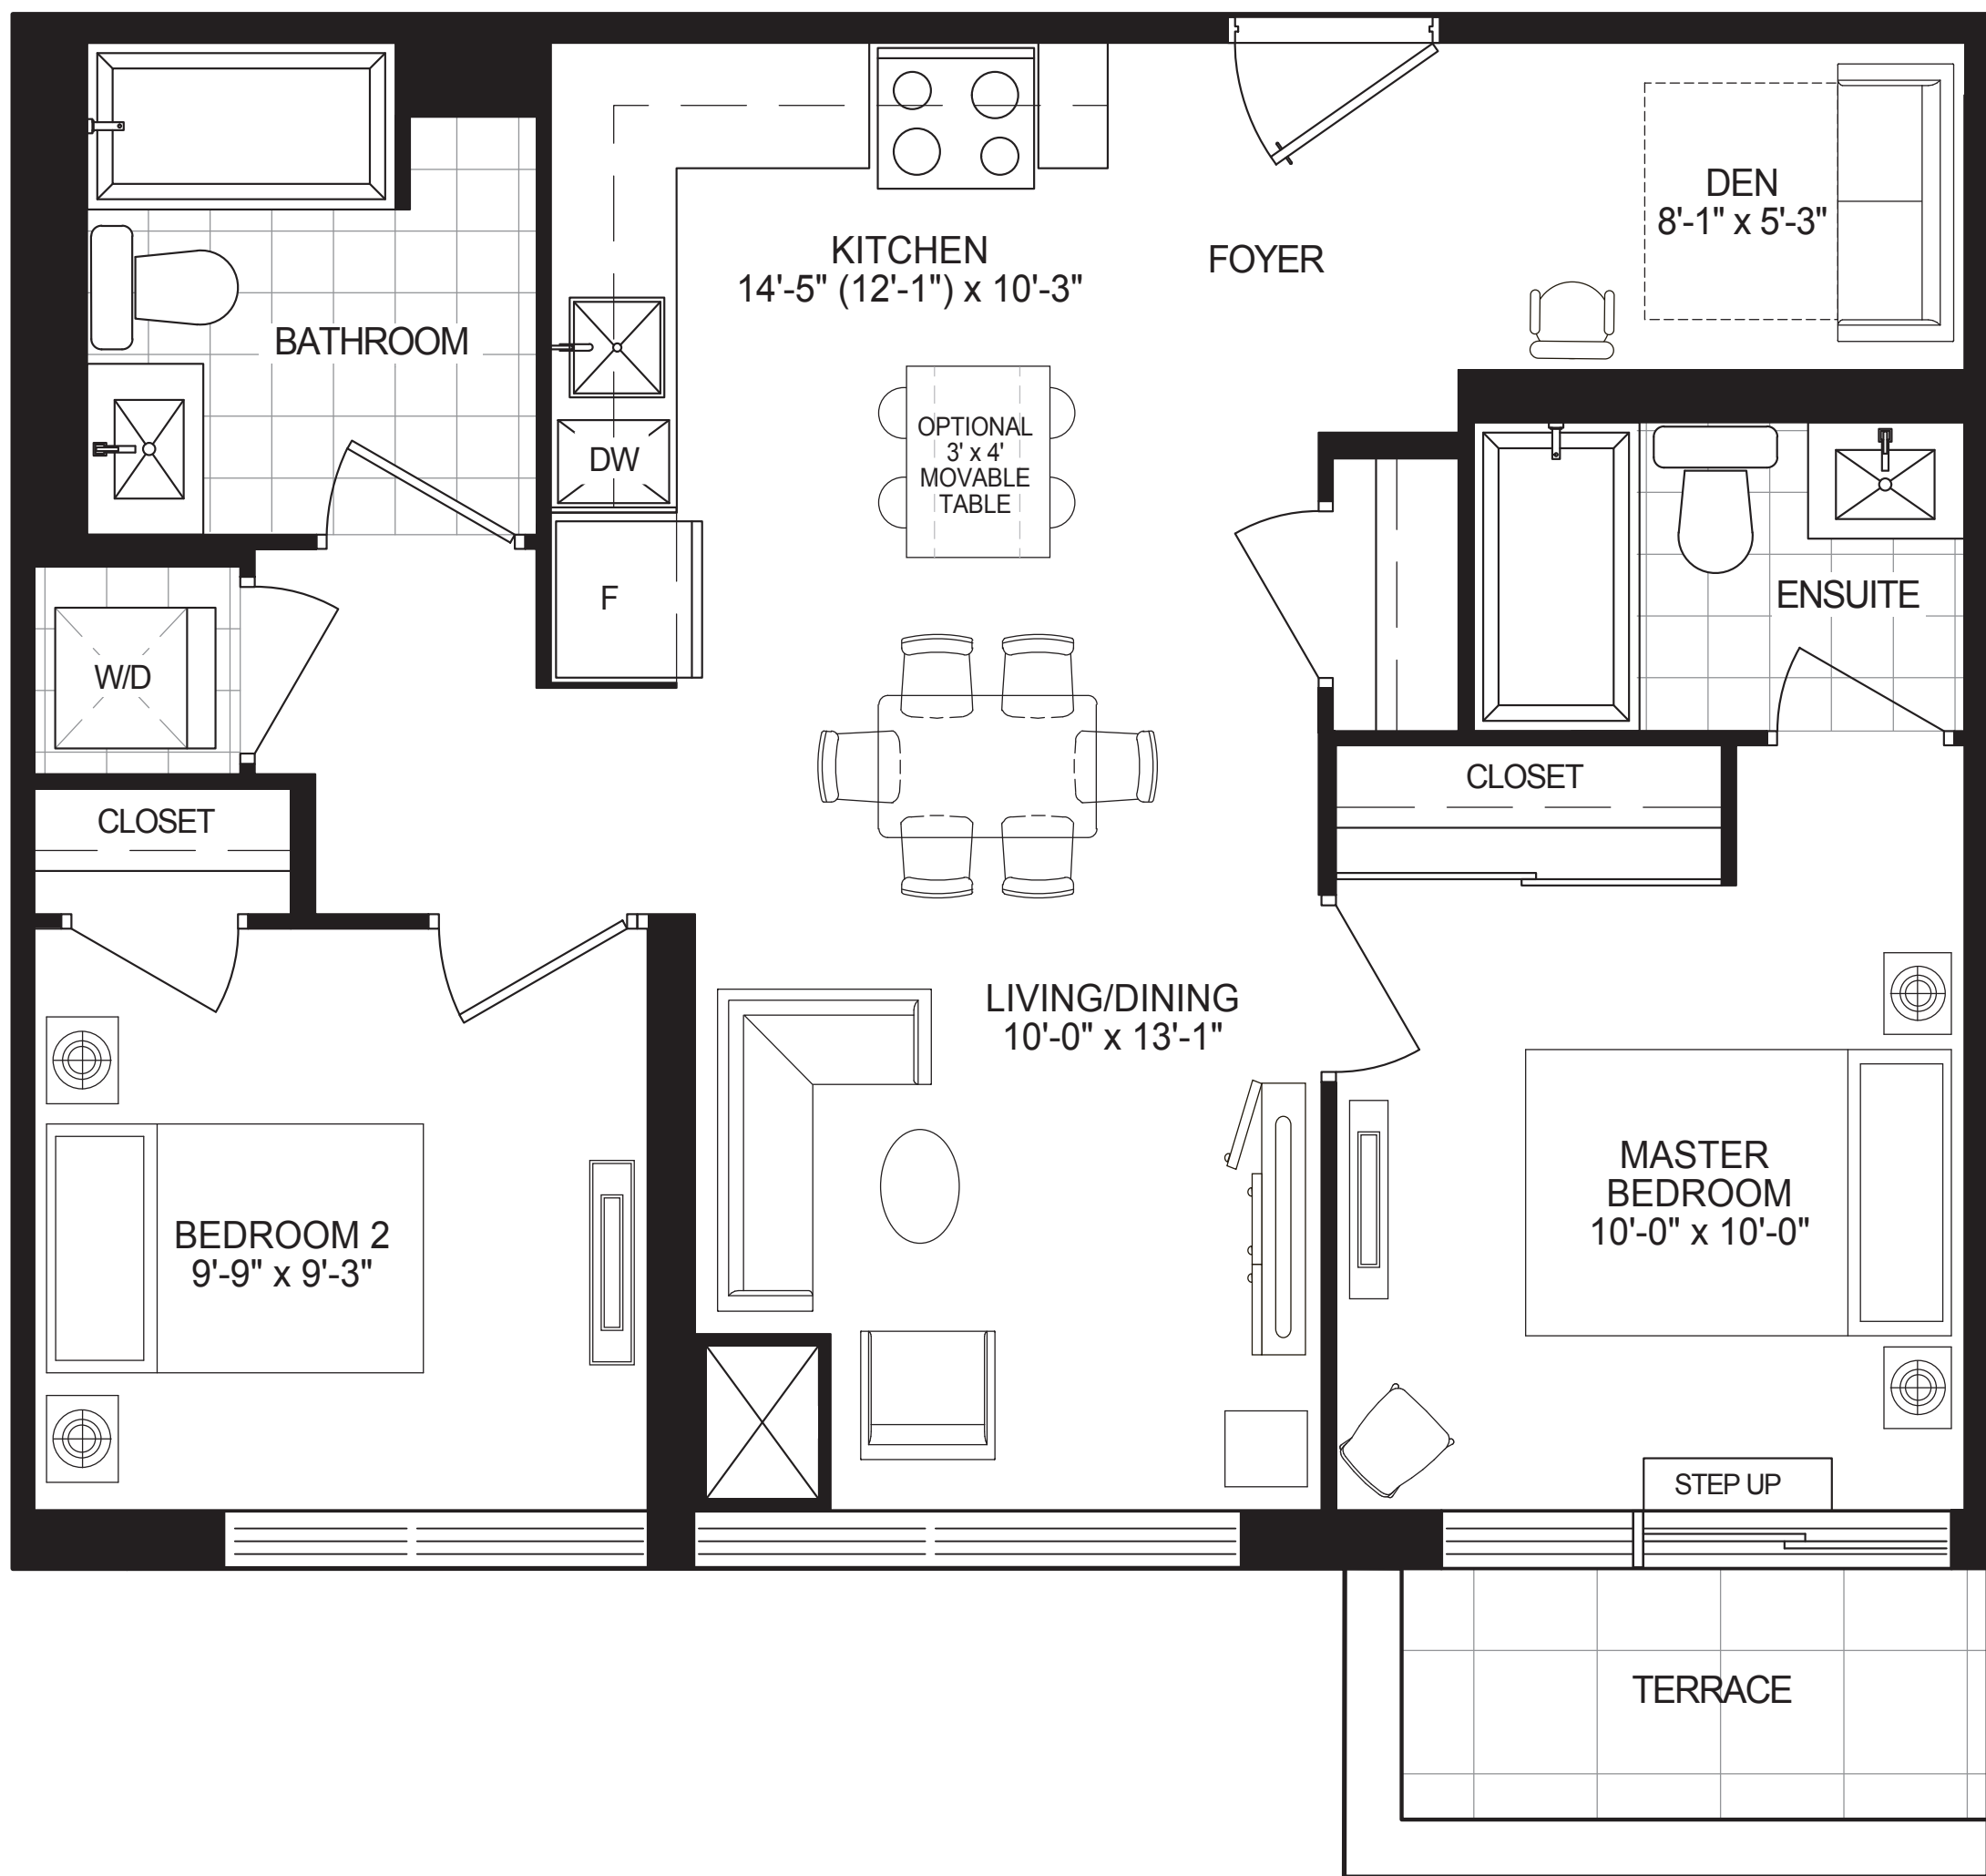 DEN
8'-1" x 5'-3"
KITCHEN
14'-5" (12'-1") x 10'-3"
FOYER
BATHROOM
OPTIONAL
3' x 4'
MOVABLE
TABLE
DW
F
ENSUITE
W/D
CLOSET
CLOSET
LIVING/DINING
10'-0" x 13'-1"
MASTER
BEDROOM
10'-0" x 10'-0"
BEDROOM 2
9'-9" x 9'-3"
STEP UP
TERRACE